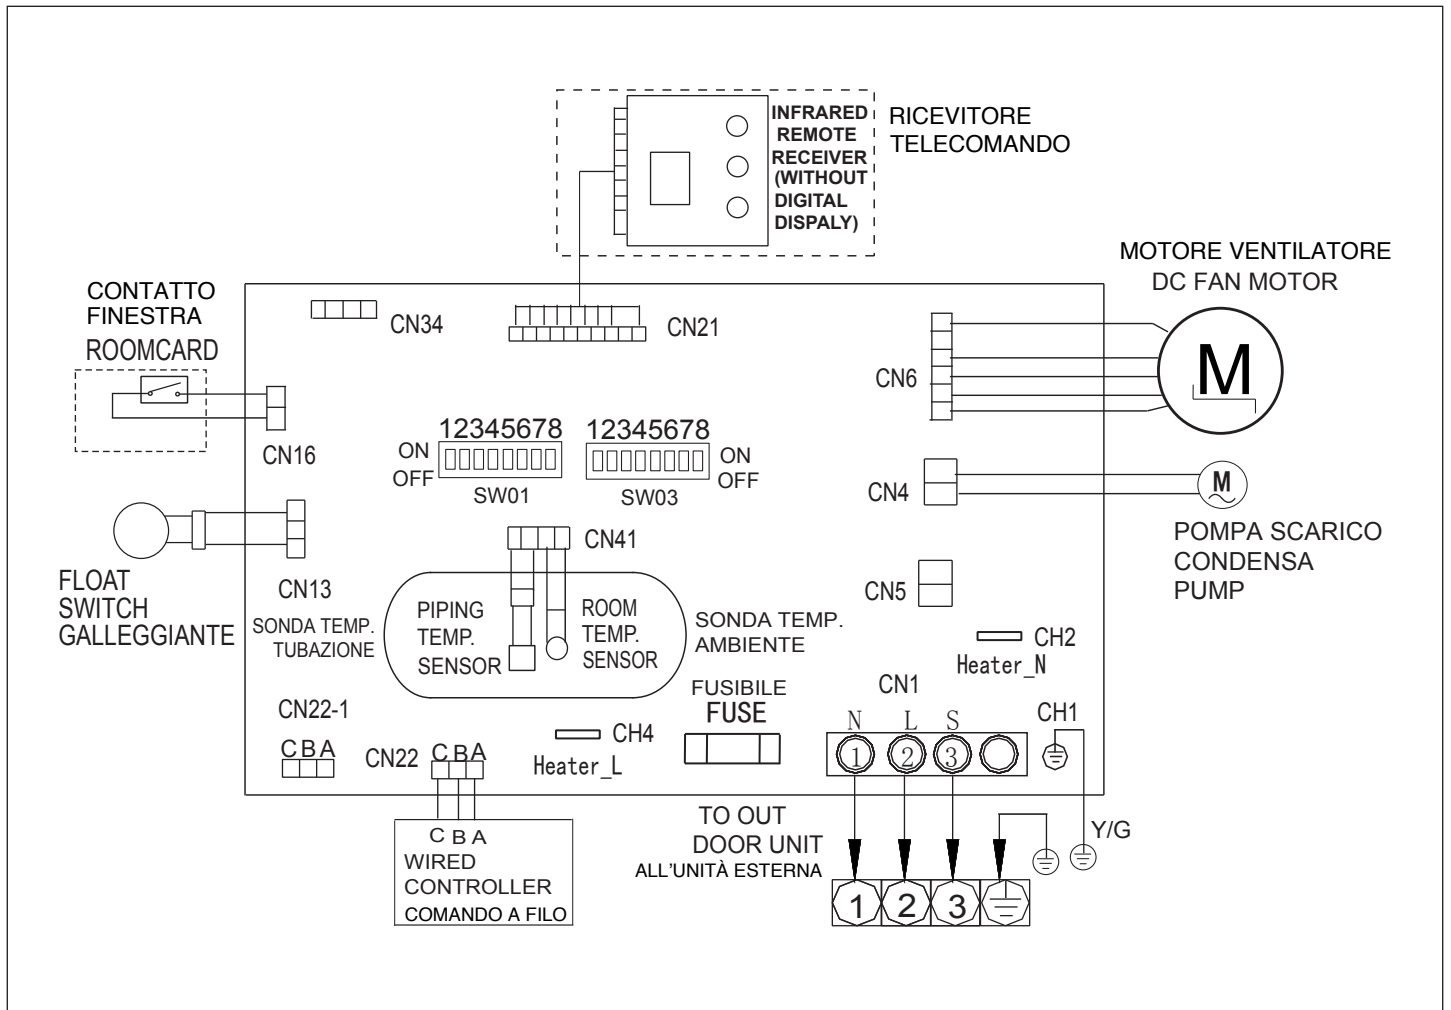 INFRARED
REMOTE
RECEIVER
(WITHOUT
DIGITAL
DISPALY)
RICEVITORE
TELECOMANDO
MOTORE VENTILATORE
DC FAN MOTOR
M
CONTATTO
FINESTRA
ROOMCARD
CN34
CN21
CN6
CN16
12345678
ON
OFF
SW01
12345678
ON
OFF
SW03
CN4
M
POMPA SCARICO
CONDENSA
PUMP
CN41
CN13
FLOAT
SWITCH
GALLEGGIANTE
SONDA TEMP.
TUBAZIONE
PIPING
TEMP.
SENSOR
ROOM
TEMP.
SENSOR
SONDA TEMP.
AMBIENTE
CN5
CH2
Heater_N
FUSIBILE
FUSE
CN1
N L S
1 2 3
CH1
CN22-1
CBA
CN22
CBA
CH4
Heater_L
C B A
WIRED
CONTROLLER
COMANDO A FILO
TO OUT
DOOR UNIT
ALL'UNITÀ ESTERNA
Y/G
1 2 3